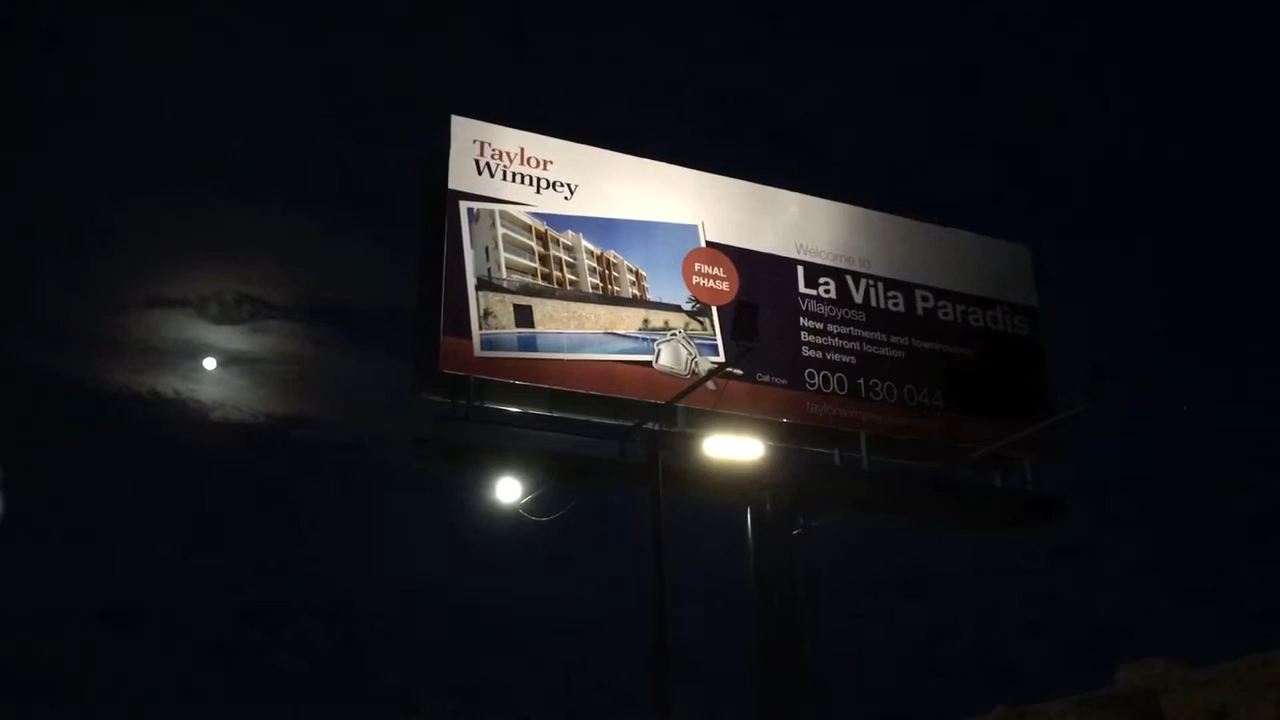 Taylor
Wimpey
FINAL
PHASE
Welcome to:
La Vila Paradis
Villajoyosa
New apartments and townhouses
Beachfront location
Sea views
Call now
900 130 044